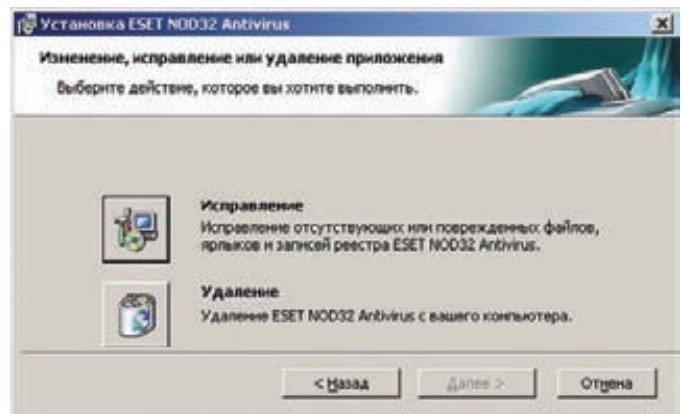 Установка ESET NOD32 Antivirus
Изменение, исправление или удаление приложения
Выберите действие, которое вы хотите выполнить.
Исправление
Исправление отсутствующих или поврежденных файлов,
ярлыков и записей реестра ESET NOD32 Antivirus.
Удаление
Удаление ESET NOD32 Antivirus с вашего компьютера.
< Назад
Далее >
Отмена